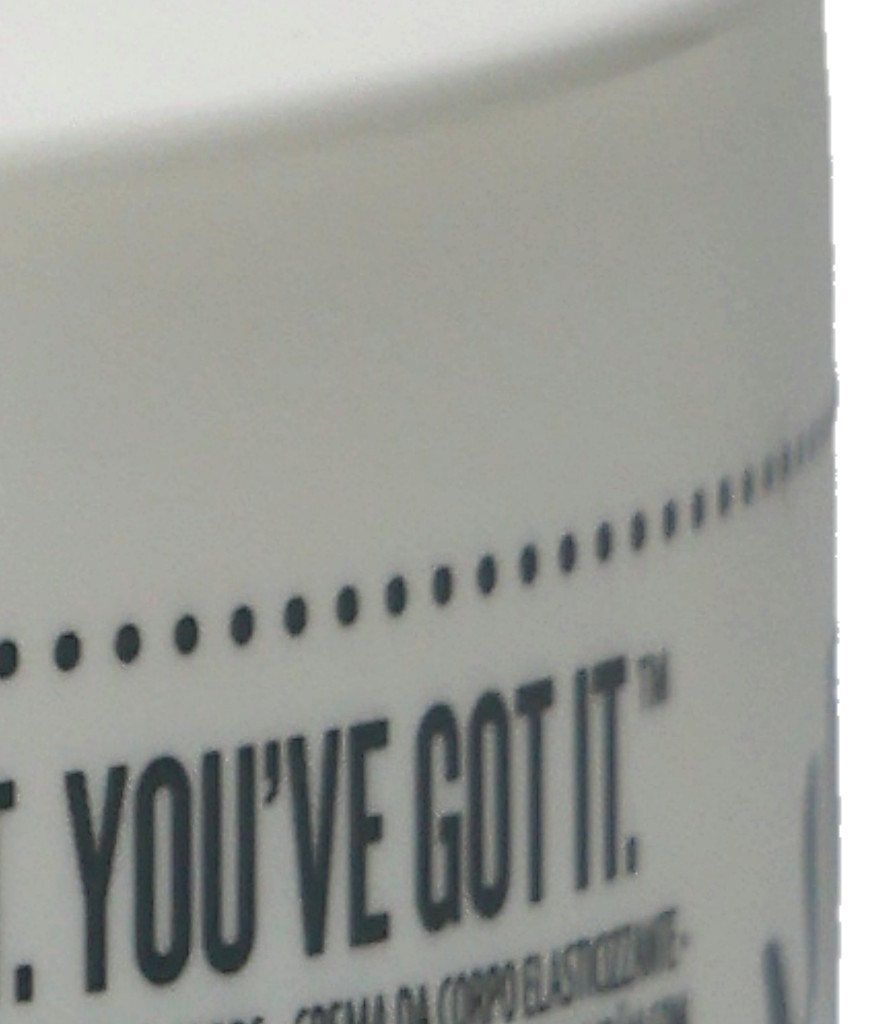 . YOU'VE GOT IT.™
CREMA DA CORPO ELASTICIZZANTE -